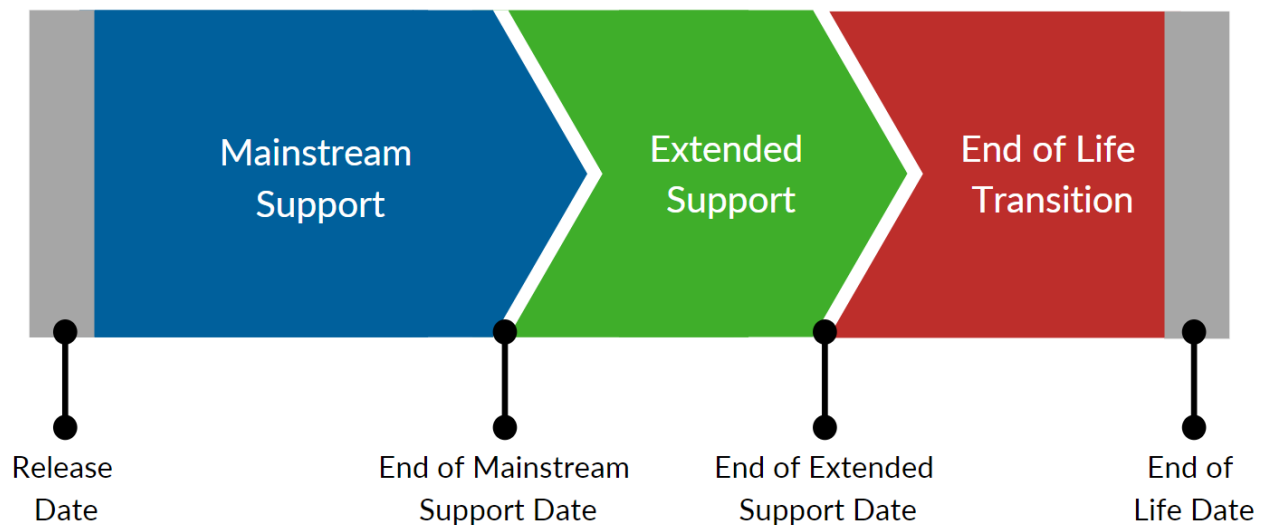 Mainstream
Support
Extended
Support
End of Life
Transition
Release
Date
End of Mainstream
Support Date
End of Extended
Support Date
End of
Life Date